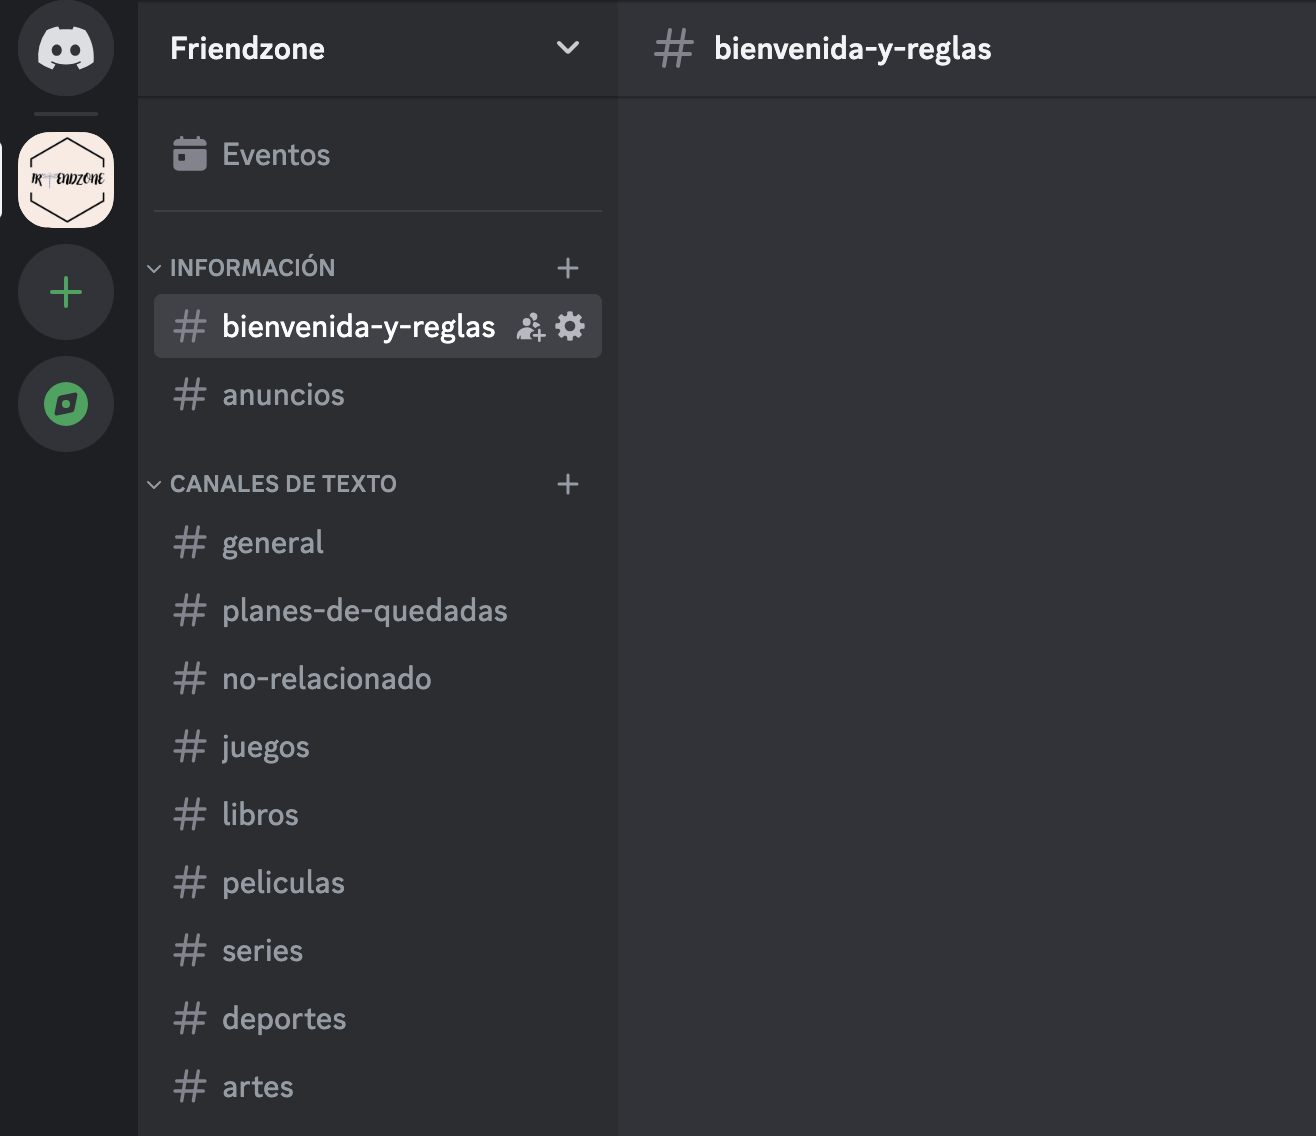 Friendzone
bienvenida-y-reglas
Eventos
INFORMACIÓN
bienvenida-y-reglas
anuncios
CANALES DE TEXTO
general
planes-de-quedadas
no-relacionado
juegos
libros
peliculas
series
deportes
artes